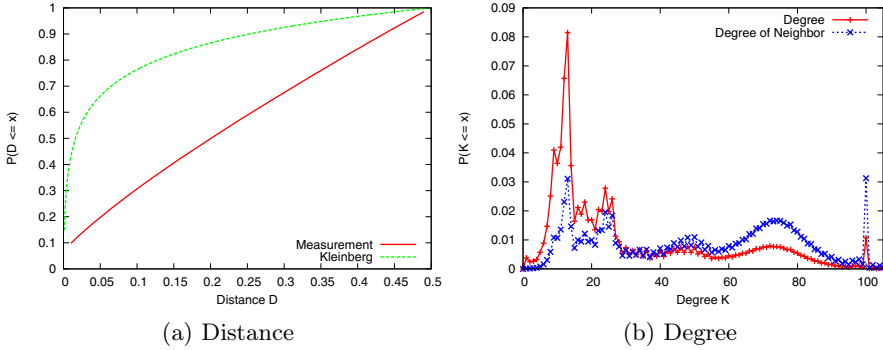 P(D <= x)
1
0.9
0.8
0.7
0.6
0.5
0.4
0.3
0.2
0.1
0
0 0.05 0.1 0.15 0.2 0.25 0.3 0.35 0.4 0.45 0.5
Distance D
Measurement
Kleinberg
(a) Distance
P(K <= x)
0.09
0.08
0.07
0.06
0.05
0.04
0.03
0.02
0.01
0
0 20 40 60 80 100
Degree K
Degree
Degree of Neighbor
(b) Degree